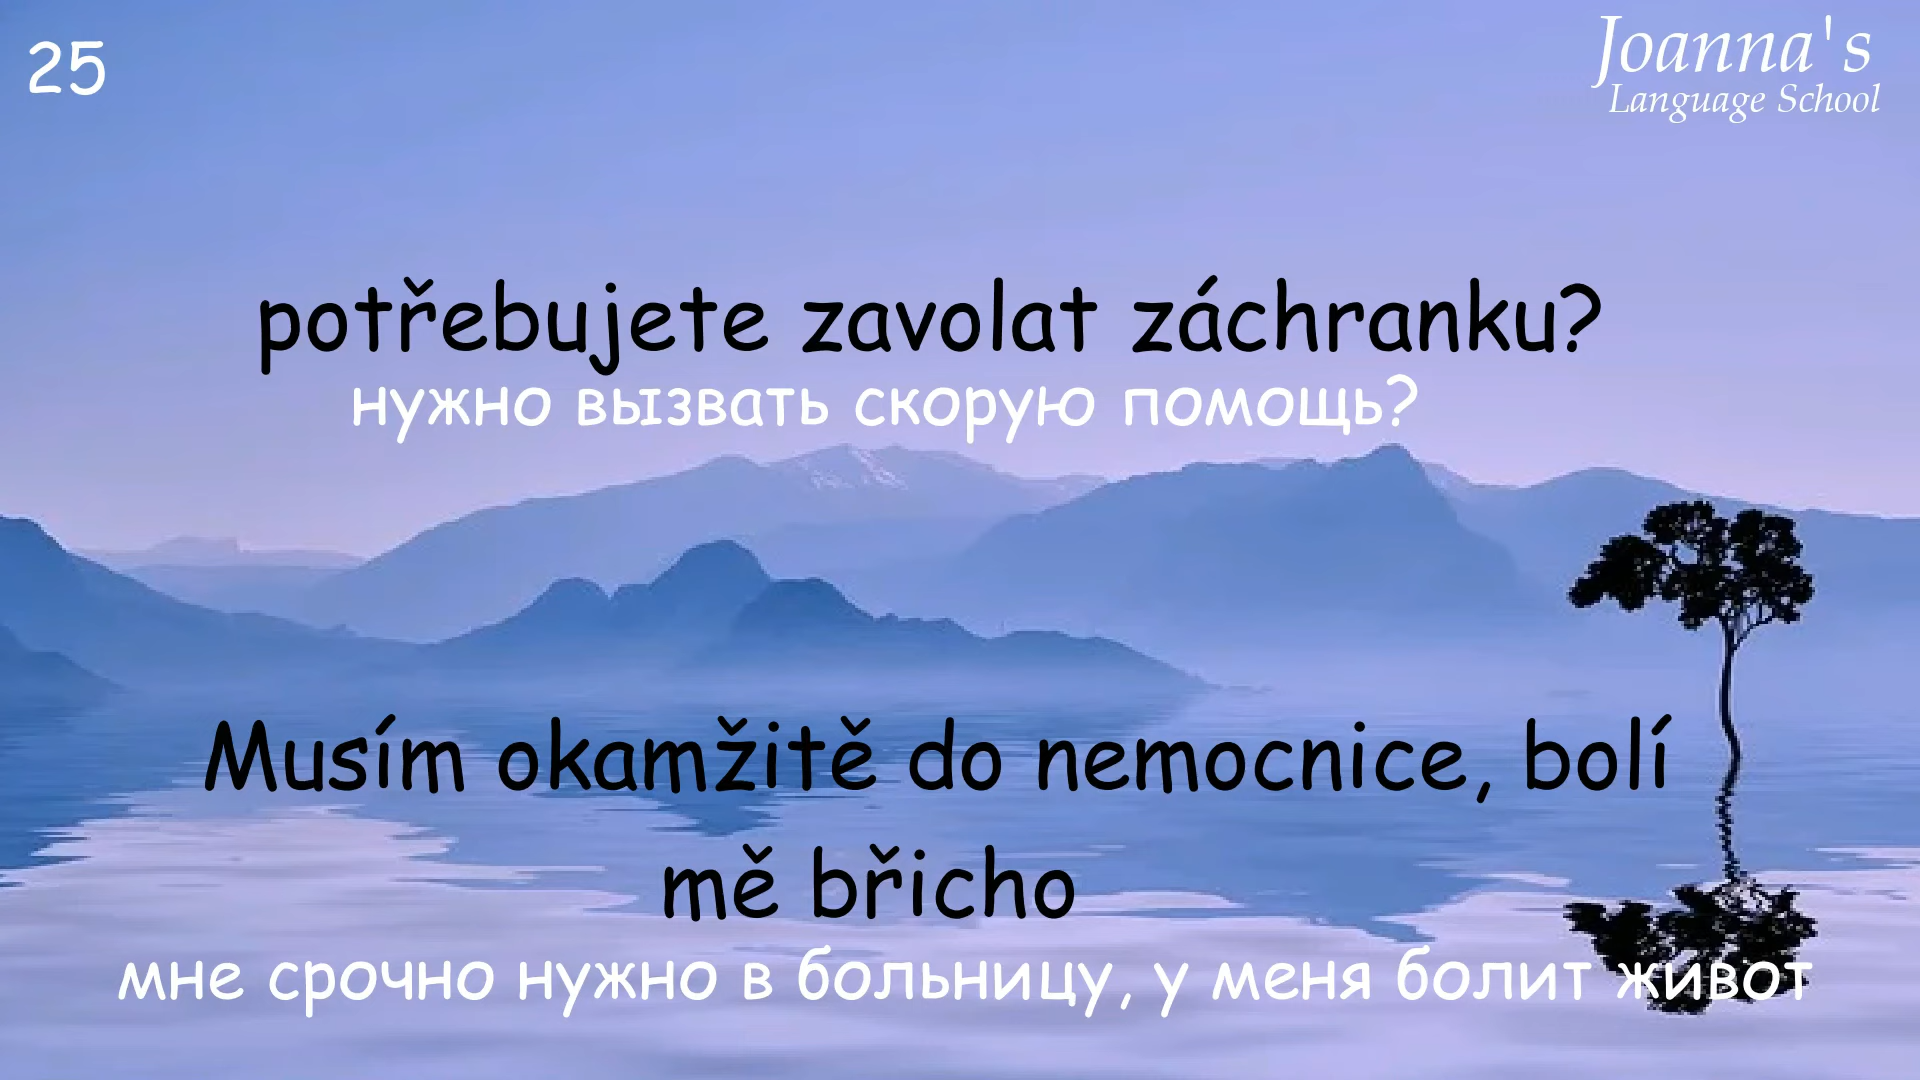 25
Joanna's
Language School
potřebujete zavolat záchranku?
нужно вызвать скорую помощь?
Musím okamžitě do nemocnice, bolí
mě břicho
мне срочно нужно в больницу, у меня болит живот